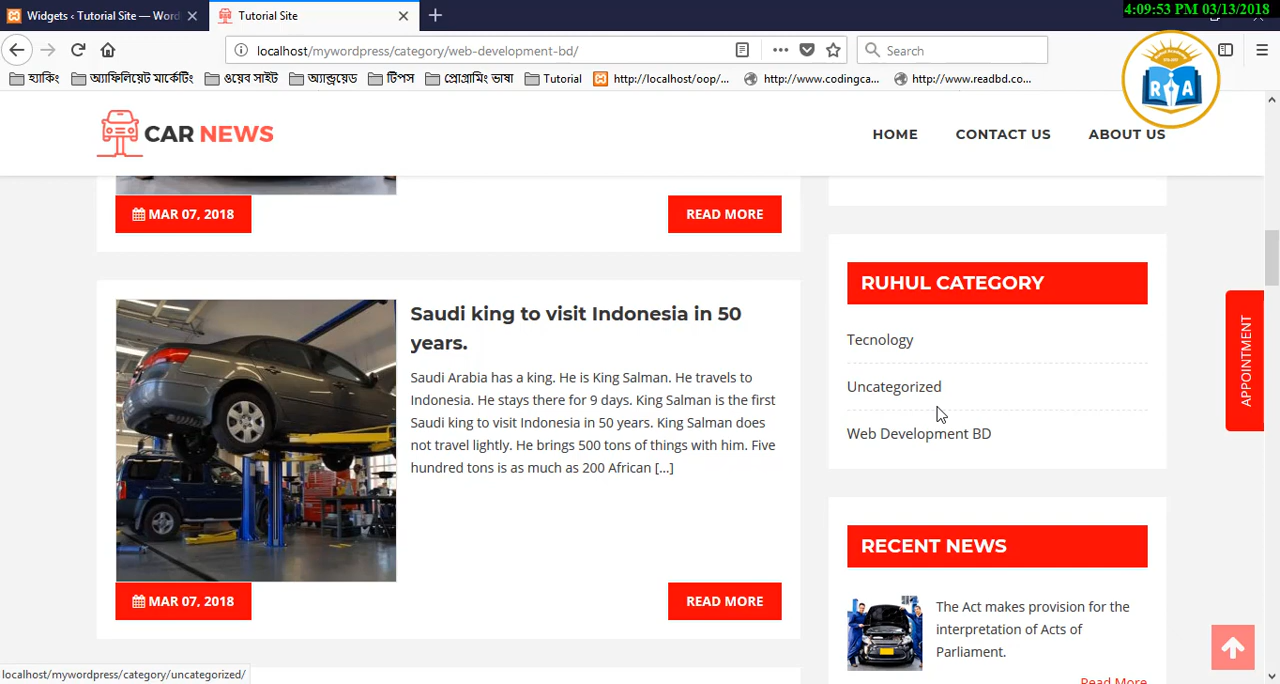 4:09:53 PM 03/13/2018
Widgets ‹ Tutorial Site — Word
Tutorial Site
localhost/mywordpress/category/web-development-bd/
Search
হ্যাকিং
অ্যাফিলিয়েট মার্কেটিং
ওয়েব সাইট
অ্যান্ড্রয়েড
টিপস
প্রোগ্রামিং ভাষা
Tutorial
http://localhost/oop/...
http://www.codingca...
http://www.readbd.co...
RA
CAR NEWS
HOME
CONTACT US
ABOUT US
MAR 07, 2018
READ MORE
Saudi king to visit Indonesia in 50
years.
Saudi Arabia has a king. He is King Salman. He travels to
Indonesia. He stays there for 9 days. King Salman is the first
Saudi king to visit Indonesia in 50 years. King Salman does
not travel lightly. He brings 500 tons of things with him. Five
hundred tons is as much as 200 African [...]
MAR 07, 2018
READ MORE
RUHUL CATEGORY
Tecnology
Uncategorized
Web Development BD
RECENT NEWS
The Act makes provision for the
interpretation of Acts of
Parliament.
Read More
APPOINTMENT
localhost/mywordpress/category/uncategorized/